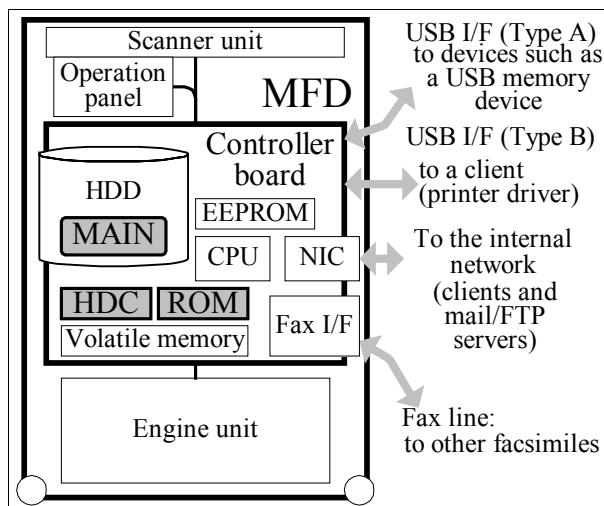 Scanner unit
Operation
panel
MFD
Controller
board
HDD
MAIN
EEPROM
CPU
NIC
HDC
ROM
Volatile memory
Fax I/F
Engine unit
USB I/F (Type A)
to devices such as
a USB memory
device
USB I/F (Type B)
to a client
(printer driver)
To the internal
network
(clients and
mail/FTP
servers)
Fax line:
to other facsimiles